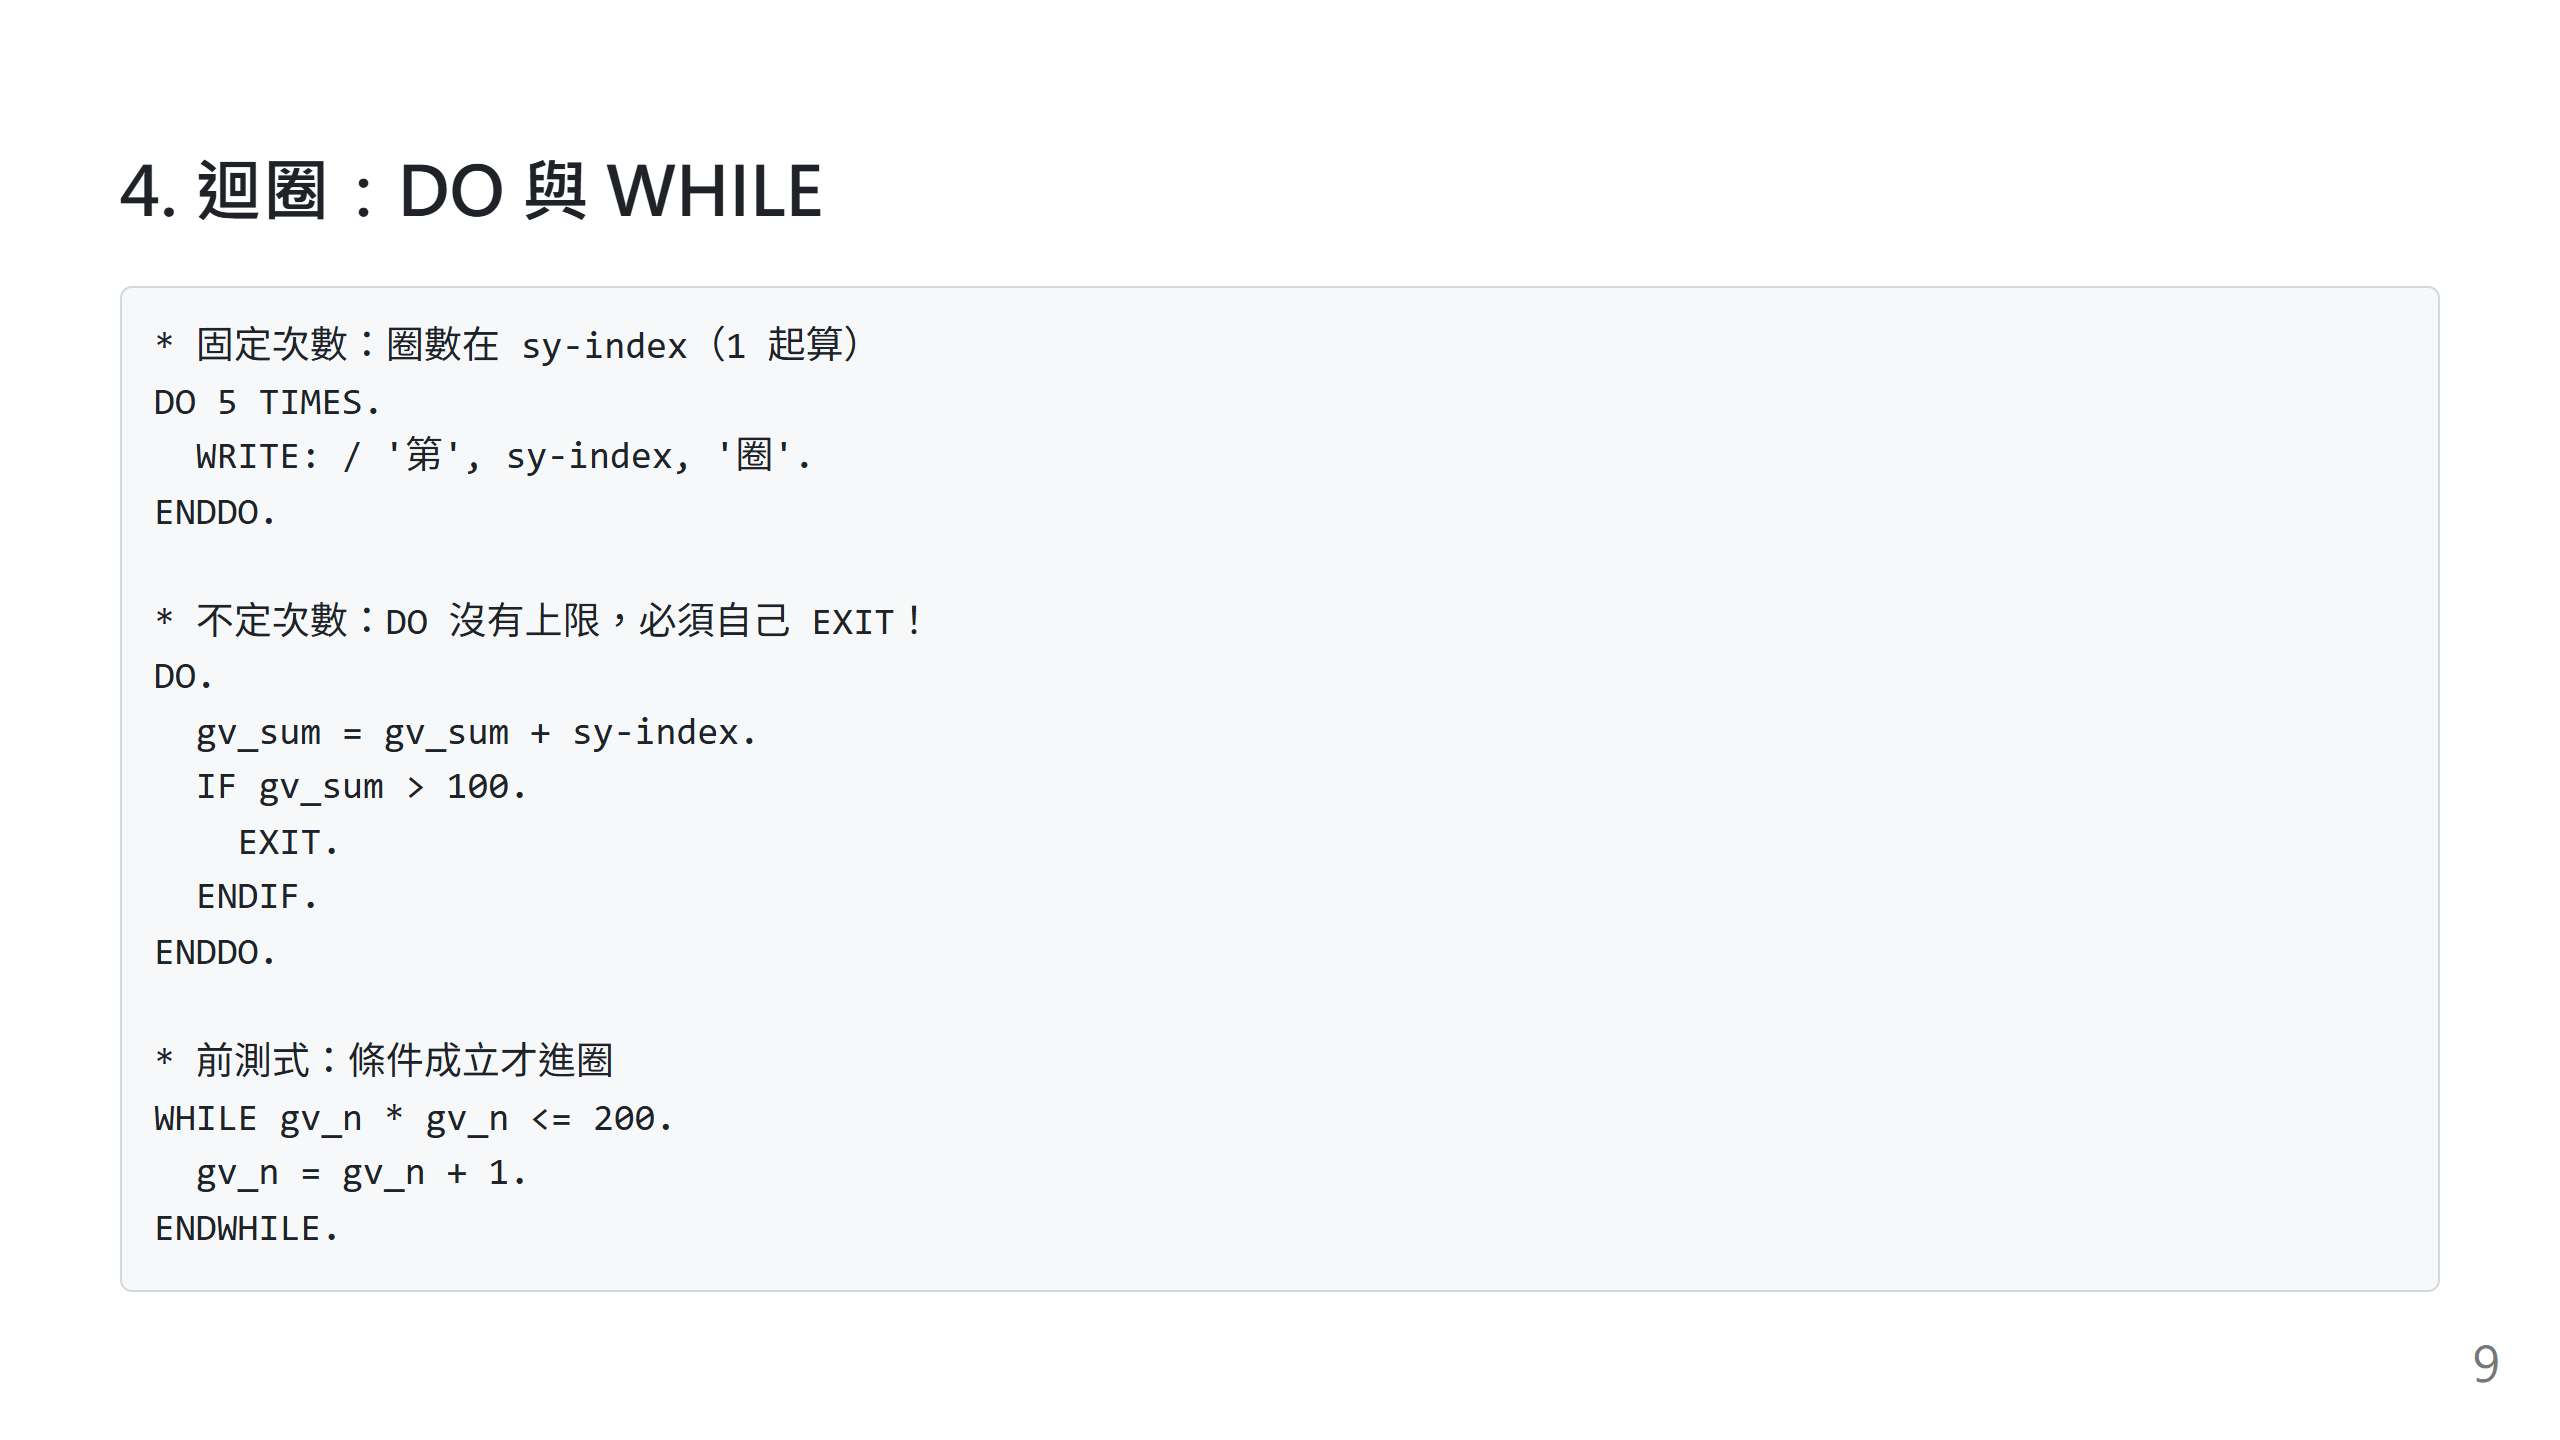 4. 迴圈：DO 與 WHILE
* 固定次數：圈數在 sy-index（1 起算）
DO 5 TIMES.
  WRITE: / '第', sy-index, '圈'.
ENDDO.

* 不定次數：DO 沒有上限，必須自己 EXIT！
DO.
  gv_sum = gv_sum + sy-index.
  IF gv_sum > 100.
    EXIT.
  ENDIF.
ENDDO.

* 前測式：條件成立才進圈
WHILE gv_n * gv_n <= 200.
  gv_n = gv_n + 1.
ENDWHILE.
9